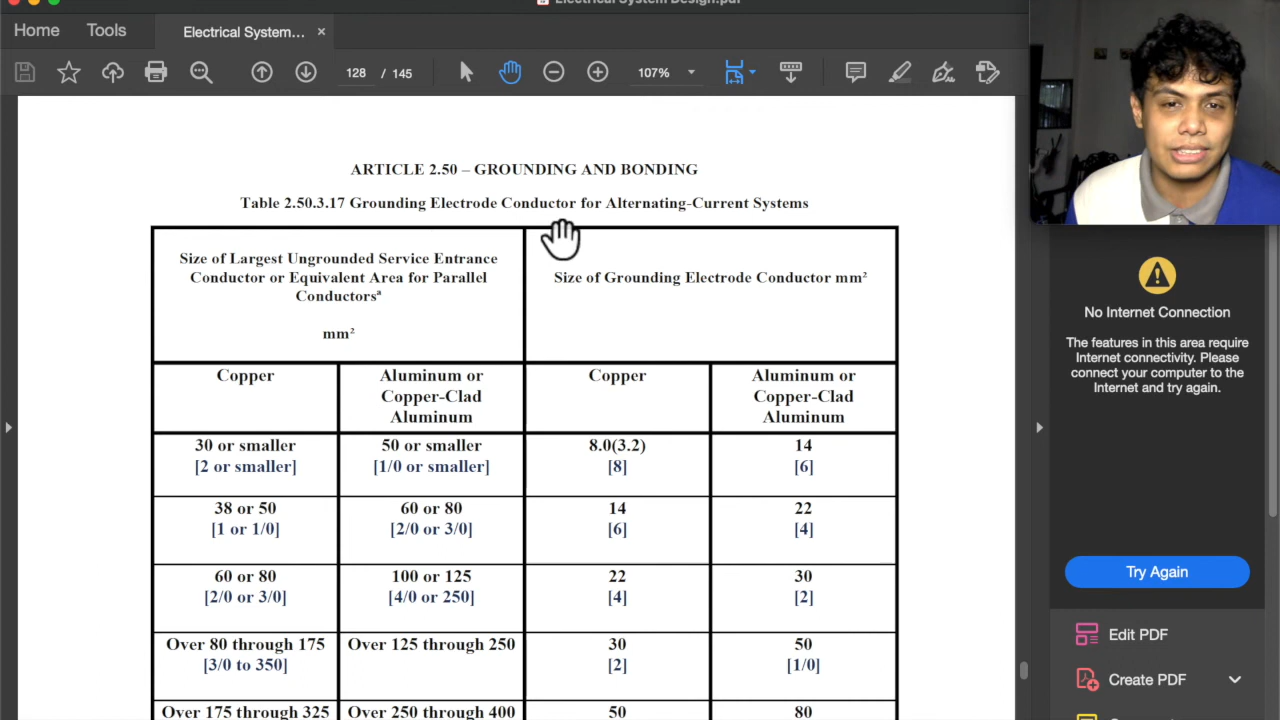 Electrical System Design.pdf
Home
Tools
Electrical System...
×
128 / 145
107%
ARTICLE 2.50 – GROUNDING AND BONDING
Table 2.50.3.17 Grounding Electrode Conductor for Alternating-Current Systems
Size of Largest Ungrounded Service Entrance
Conductor or Equivalent Area for Parallel
Conductorsᵃ
mm²
Size of Grounding Electrode Conductor mm²
Copper
Aluminum or
Copper-Clad
Aluminum
Copper
Aluminum or
Copper-Clad
Aluminum
30 or smaller
[2 or smaller]
50 or smaller
[1/0 or smaller]
8.0(3.2)
[8]
14
[6]
38 or 50
[1 or 1/0]
60 or 80
[2/0 or 3/0]
14
[6]
22
[4]
60 or 80
[2/0 or 3/0]
100 or 125
[4/0 or 250]
22
[4]
30
[2]
Over 80 through 175
[3/0 to 350]
Over 125 through 250
30
[2]
50
[1/0]
Over 175 through 325
Over 250 through 400
50
80
No Internet Connection
The features in this area require
Internet connectivity. Please
connect your computer to the
Internet and try again.
Try Again
Edit PDF
Create PDF